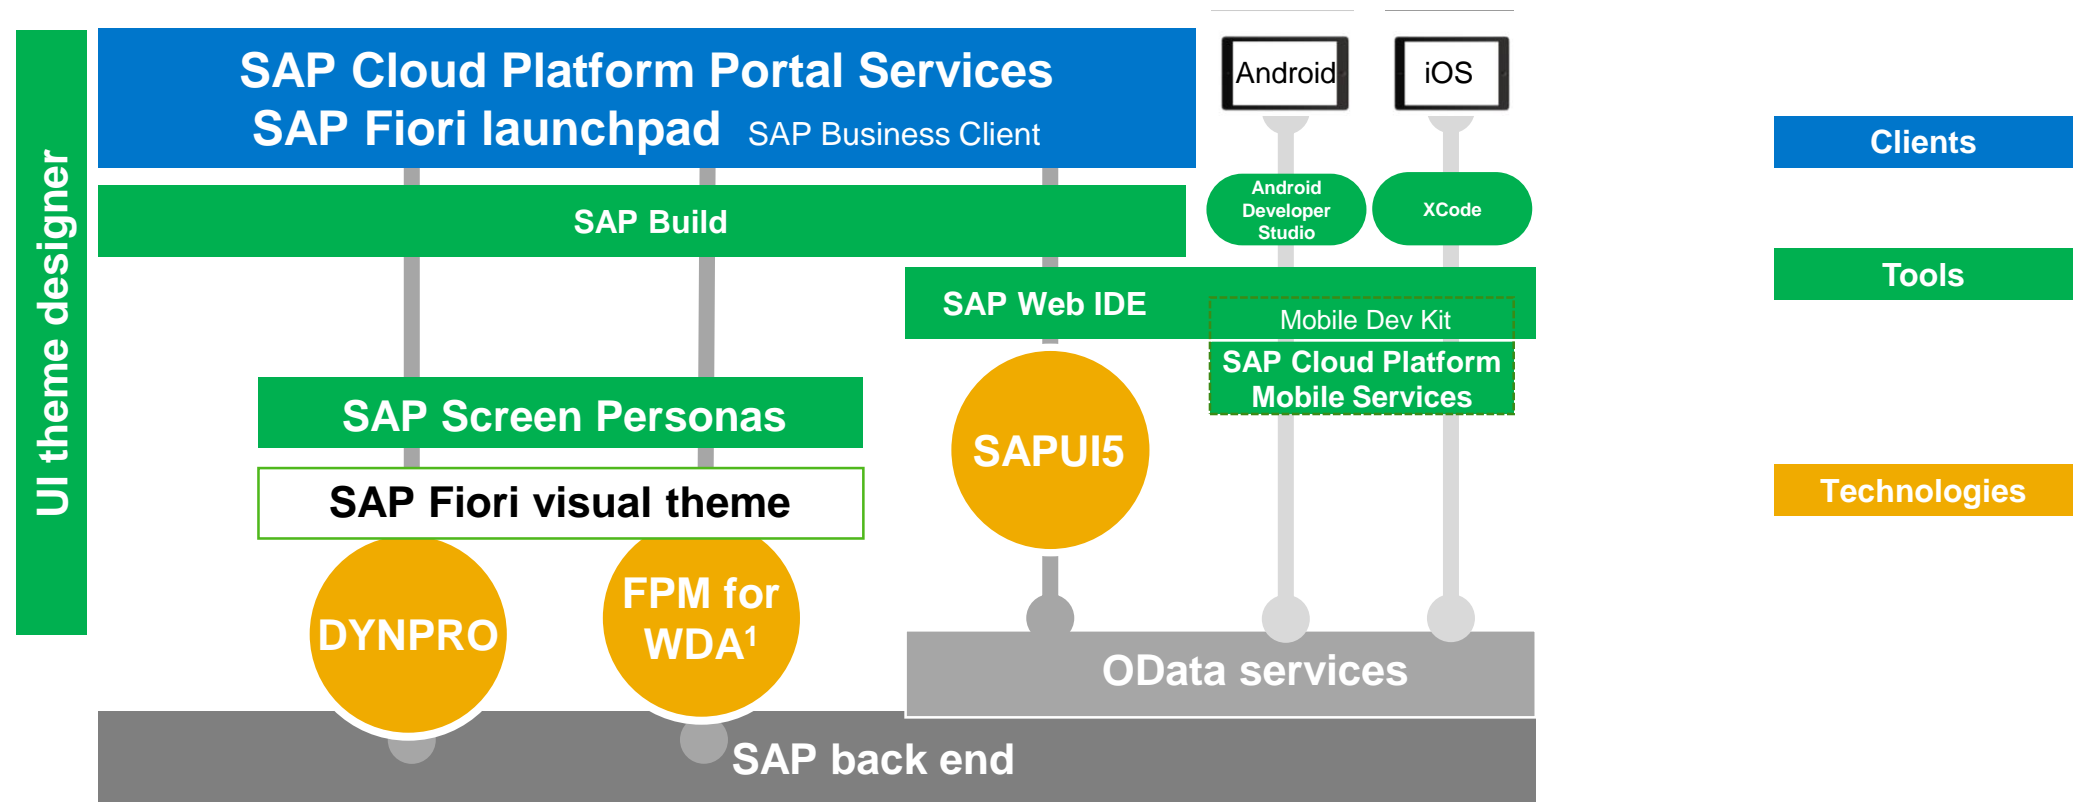 UI theme designer
SAP Cloud Platform Portal Services
SAP Fiori launchpad SAP Business Client
Android
iOS
Clients
SAP Build
Android
Developer
Studio
XCode
Tools
SAP Web IDE
Mobile Dev Kit
SAP Cloud Platform
Mobile Services
SAP Screen Personas
SAPUI5
SAP Fiori visual theme
Technologies
DYNPRO
FPM for
WDA¹
OData services
SAP back end